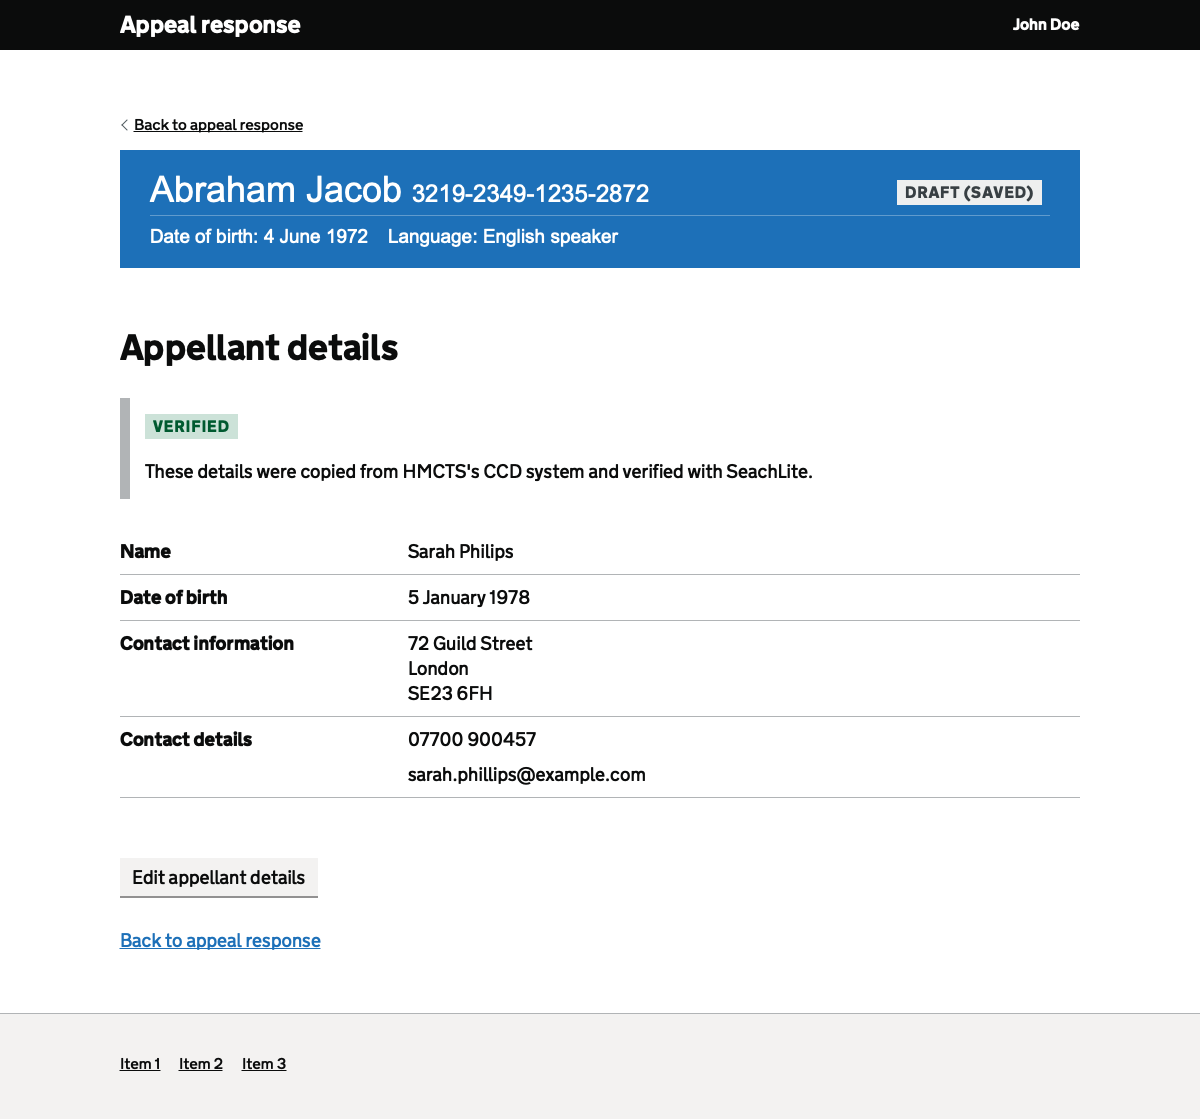 Appeal response
John Doe
Back to appeal response
Abraham Jacob 3219-2349-1235-2872
DRAFT (SAVED)
Date of birth: 4 June 1972 Language: English speaker
Appellant details
VERIFIED
These details were copied from HMCTS's CCD system and verified with SeachLite.
Name Sarah Philips
Date of birth 5 January 1978
Contact information 72 Guild Street
London
SE23 6FH
Contact details 07700 900457
sarah.phillips@example.com
Edit appellant details
Back to appeal response
Item 1 Item 2 Item 3